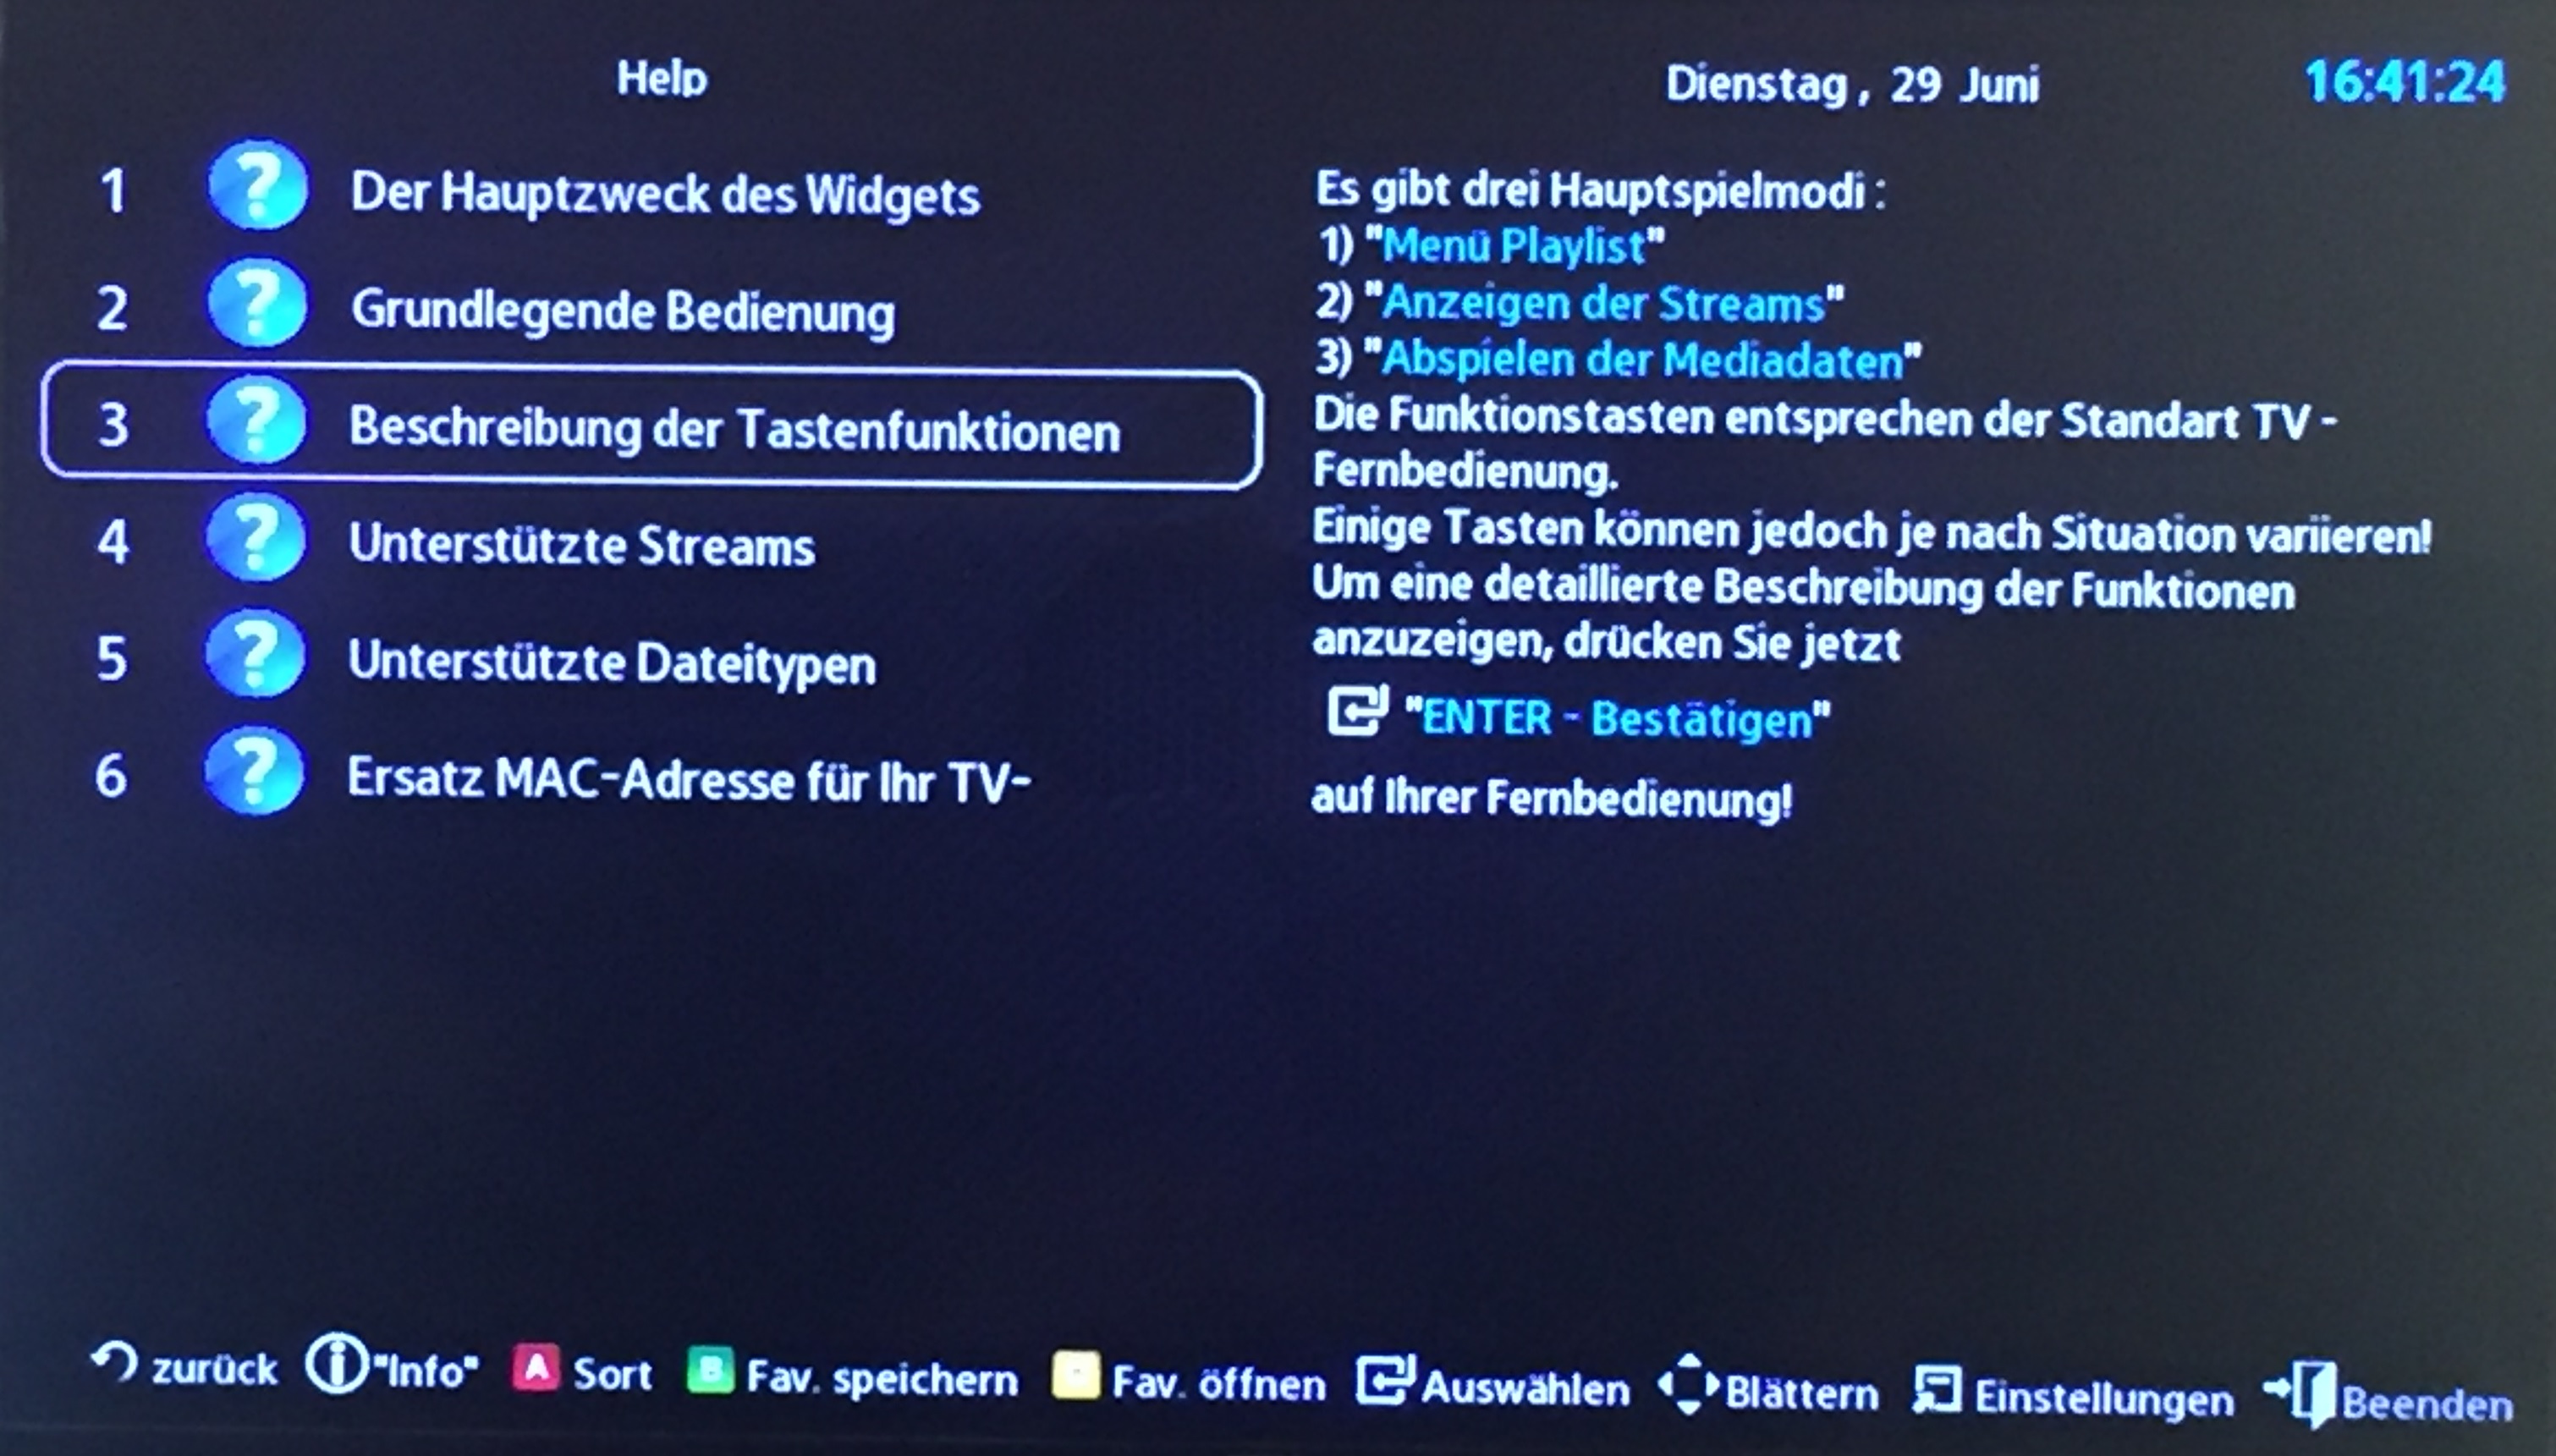 Help
Dienstag, 29 Juni
16:41:24
1 Der Hauptzweck des Widgets
2 Grundlegende Bedienung
3 Beschreibung der Tastenfunktionen
4 Unterstützte Streams
5 Unterstützte Dateitypen
6 Ersatz MAC-Adresse für Ihr TV-
Es gibt drei Hauptspielmodi :
1) "Menü Playlist"
2) "Anzeigen der Streams"
3) "Abspielen der Mediadaten"
Die Funktionstasten entsprechen der Standart TV -
Fernbedienung.
Einige Tasten können jedoch je nach Situation variieren!
Um eine detaillierte Beschreibung der Funktionen
anzuzeigen, drücken Sie jetzt
"ENTER - Bestätigen"
auf Ihrer Fernbedienung!
zurück "Info" A Sort B Fav. speichern Fav. öffnen Auswählen Blättern Einstellungen Beenden